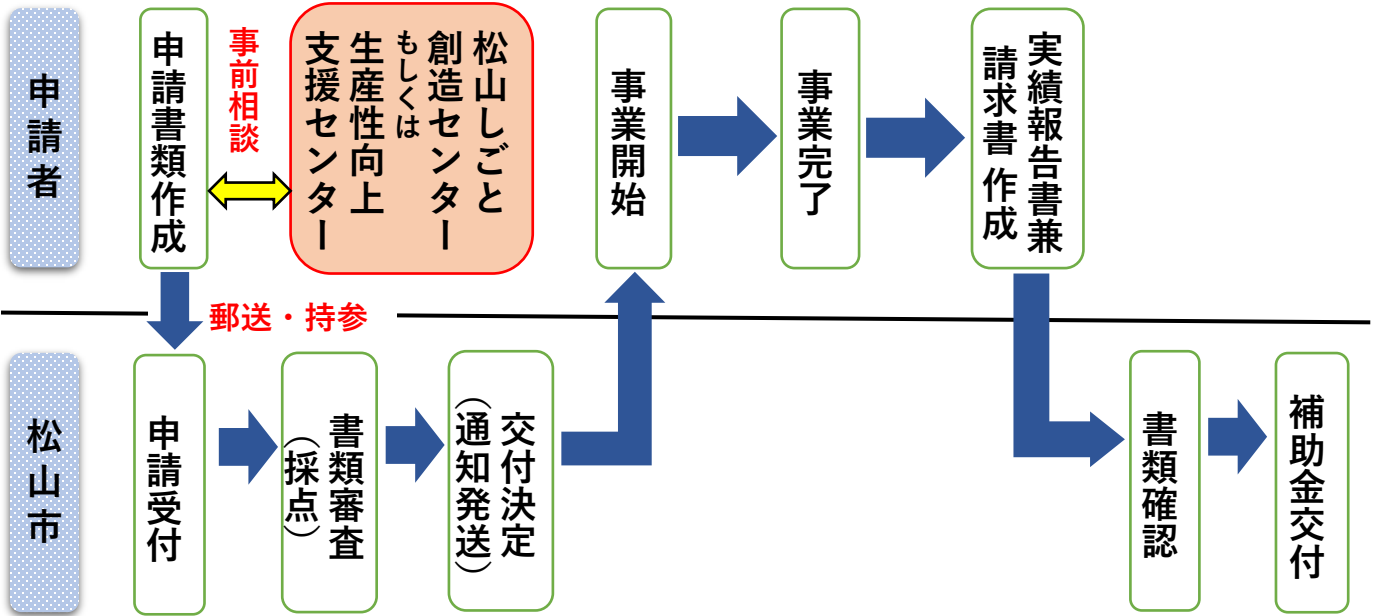 申請者
申請書類作成
事前相談
松山しごと
創造センター
もしくは
生産性向上
支援センター
事業開始
事業完了
実績報告書兼
請求書 作成
郵送・持参
松山市
申請受付
書類審査
（採点）
交付決定
（通知発送）
書類確認
補助金交付